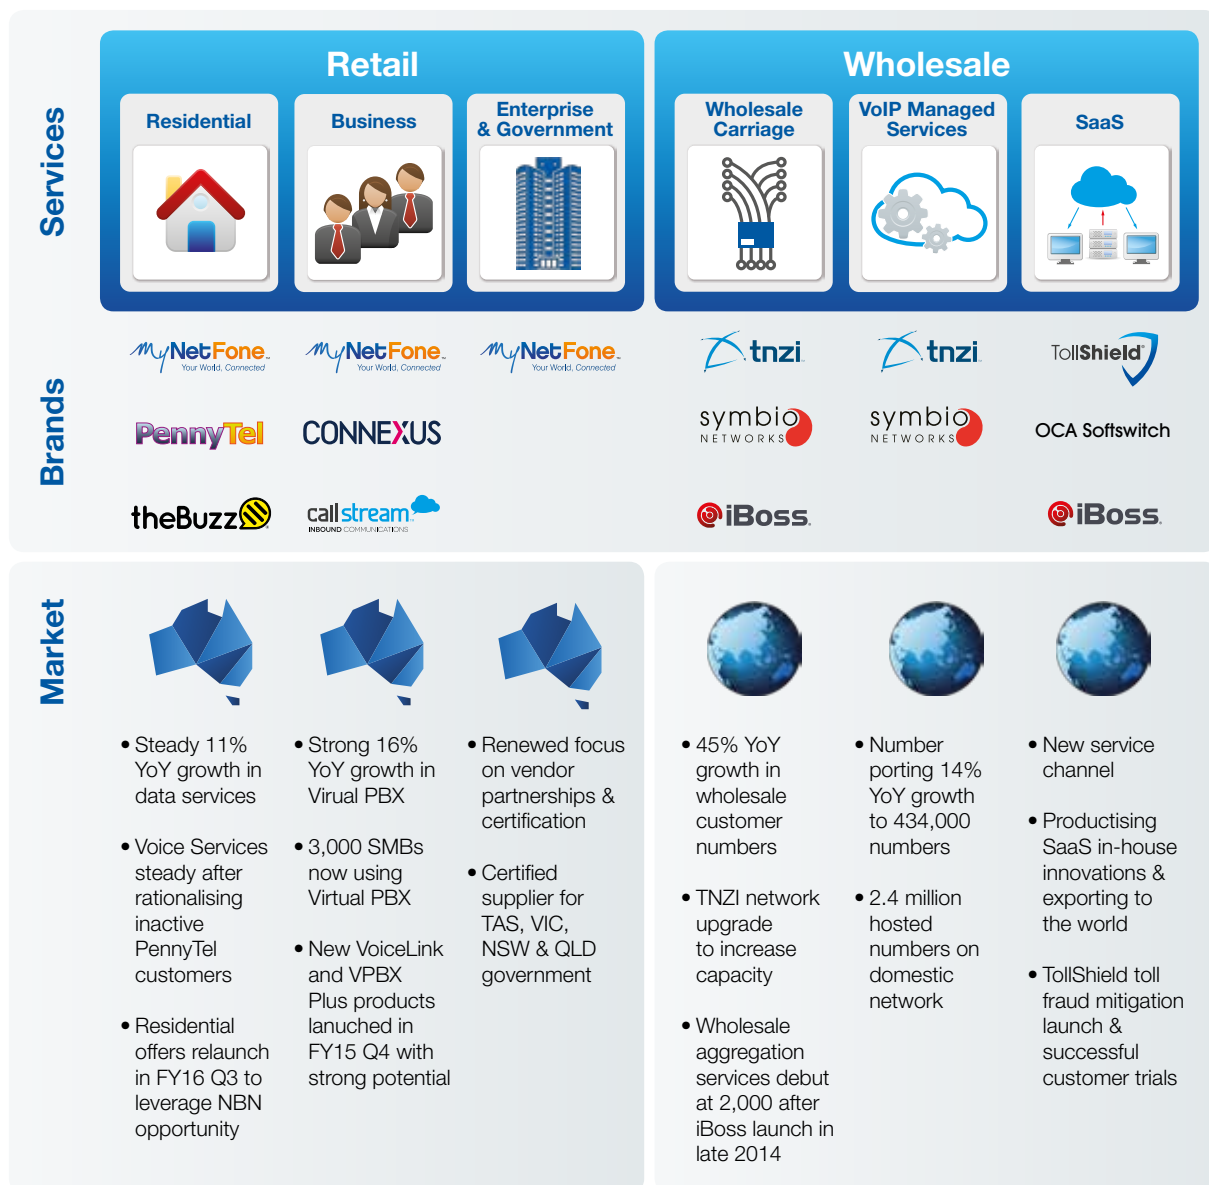 Services
Retail
Residential
Business
Enterprise
& Government
Wholesale
Wholesale
Carriage
VoIP Managed
Services
SaaS
Brands
MyNetFone™
Your World, Connected
MyNetFone™
Your World, Connected
MyNetFone™
Your World, Connected
tnzi
tnzi
TollShield®
PennyTel
CONNEXUS
symbio
NETWORKS
symbio
NETWORKS
OCA Softswitch
theBuzz
call stream
INBOUND COMMUNICATIONS
iBoss
iBoss
Market
• Steady 11%
YoY growth in
data services
• Voice Services
steady after
rationalising
inactive
PennyTel
customers
• Residential
offers relaunch
in FY16 Q3 to
leverage NBN
opportunity
• Strong 16%
YoY growth in
Virual PBX
• 3,000 SMBs
now using
Virtual PBX
• New VoiceLink
and VPBX
Plus products
lanuched in
FY15 Q4 with
strong potential
• Renewed focus
on vendor
partnerships &
certification
• Certified
supplier for
TAS, VIC,
NSW & QLD
government
• 45% YoY
growth in
wholesale
customer
numbers
• TNZI network
upgrade
to increase
capacity
• Wholesale
aggregation
services debut
at 2,000 after
iBoss launch in
late 2014
• Number
porting 14%
YoY growth
to 434,000
numbers
• 2.4 million
hosted
numbers on
domestic
network
• New service
channel
• Productising
SaaS in-house
innovations &
exporting to
the world
• TollShield toll
fraud mitigation
launch &
successful
customer trials